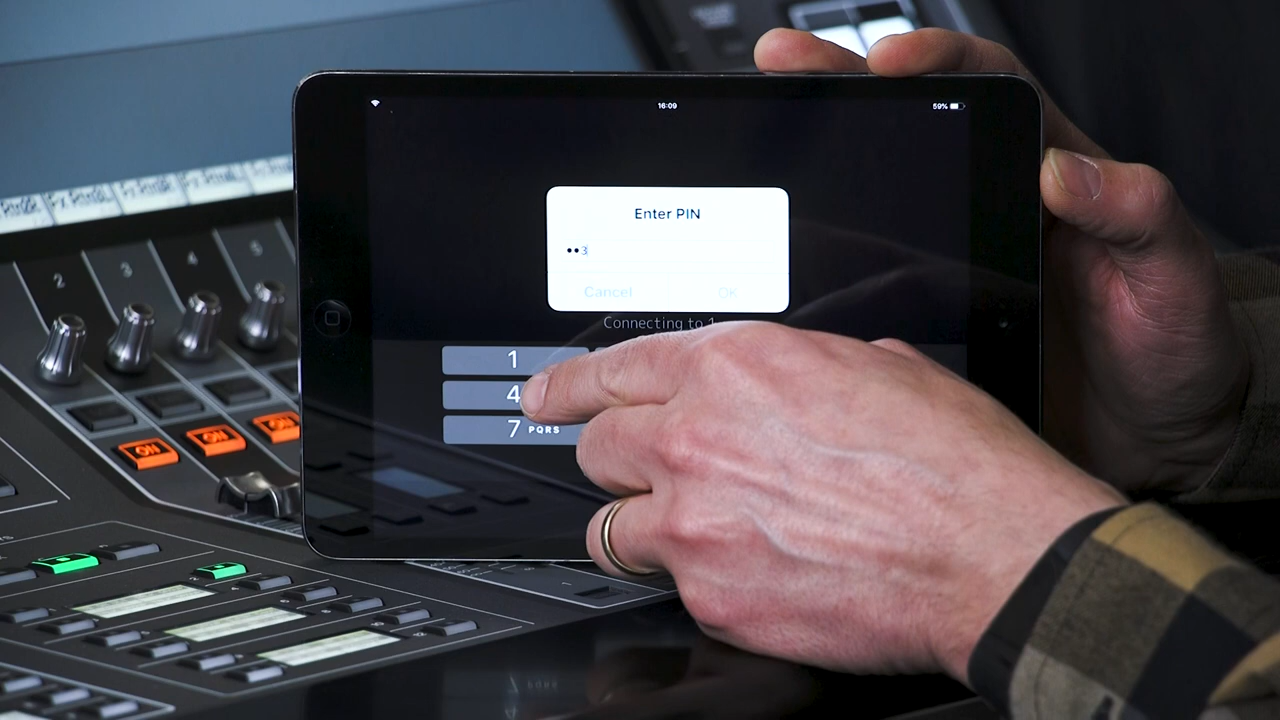 16:09
59%
Enter PIN
••3
Cancel
OK
Connecting to 1
1
4
7 PQRS
2
3
4
5
ON
ON
ON